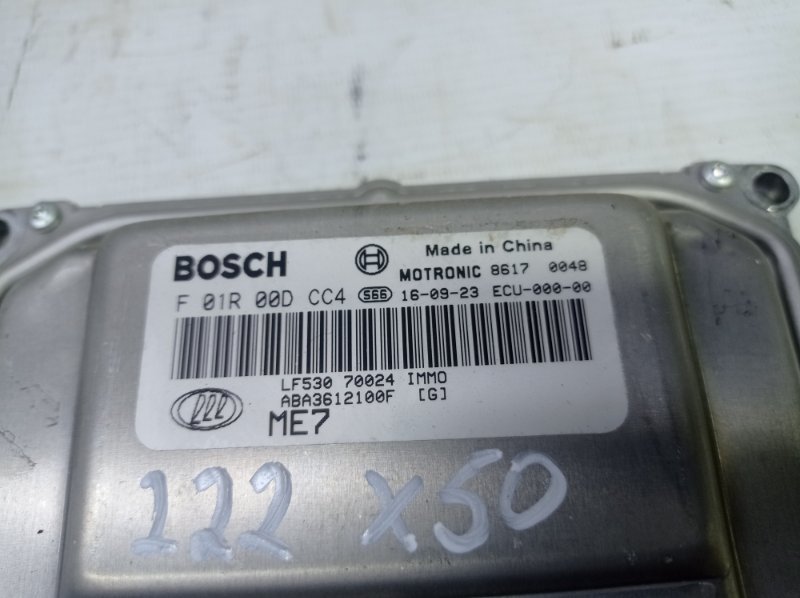 BOSCH
Made in China
MOTRONIC 8617 0048
F 01R 00D CC4 S66 16-09-23 ECU-000-00
LF530 70024 IMMO
ABA3612100F [G]
ME7
222 X50